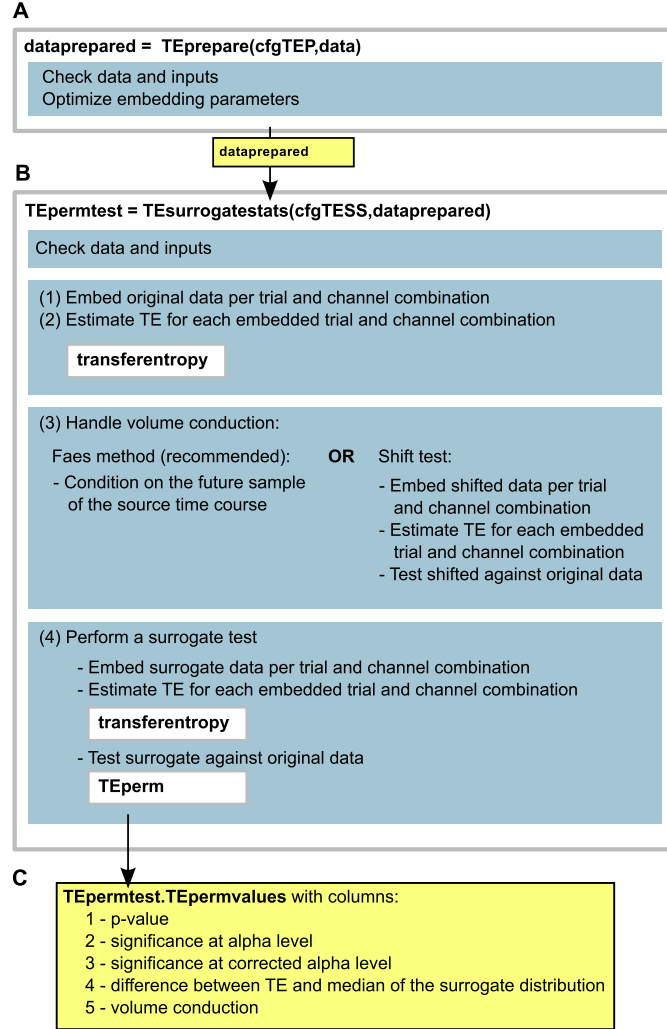 A
dataprepared = TEprepare(cfgTEP,data)
Check data and inputs
Optimize embedding parameters
dataprepared
B
TEpermtest = TEsurrogatestats(cfgTESS,dataprepared)
Check data and inputs
(1) Embed original data per trial and channel combination
(2) Estimate TE for each embedded trial and channel combination
transferentropy
(3) Handle volume conduction:
Faes method (recommended):
- Condition on the future sample
of the source time course
OR
Shift test:
- Embed shifted data per trial
and channel combination
- Estimate TE for each embedded
trial and channel combination
- Test shifted against original data
(4) Perform a surrogate test
- Embed surrogate data per trial and channel combination
- Estimate TE for each embedded trial and channel combination
transferentropy
- Test surrogate against original data
TEperm
C
TEpermtest.TEpermvalues with columns:
1 - p-value
2 - significance at alpha level
3 - significance at corrected alpha level
4 - difference between TE and median of the surrogate distribution
5 - volume conduction